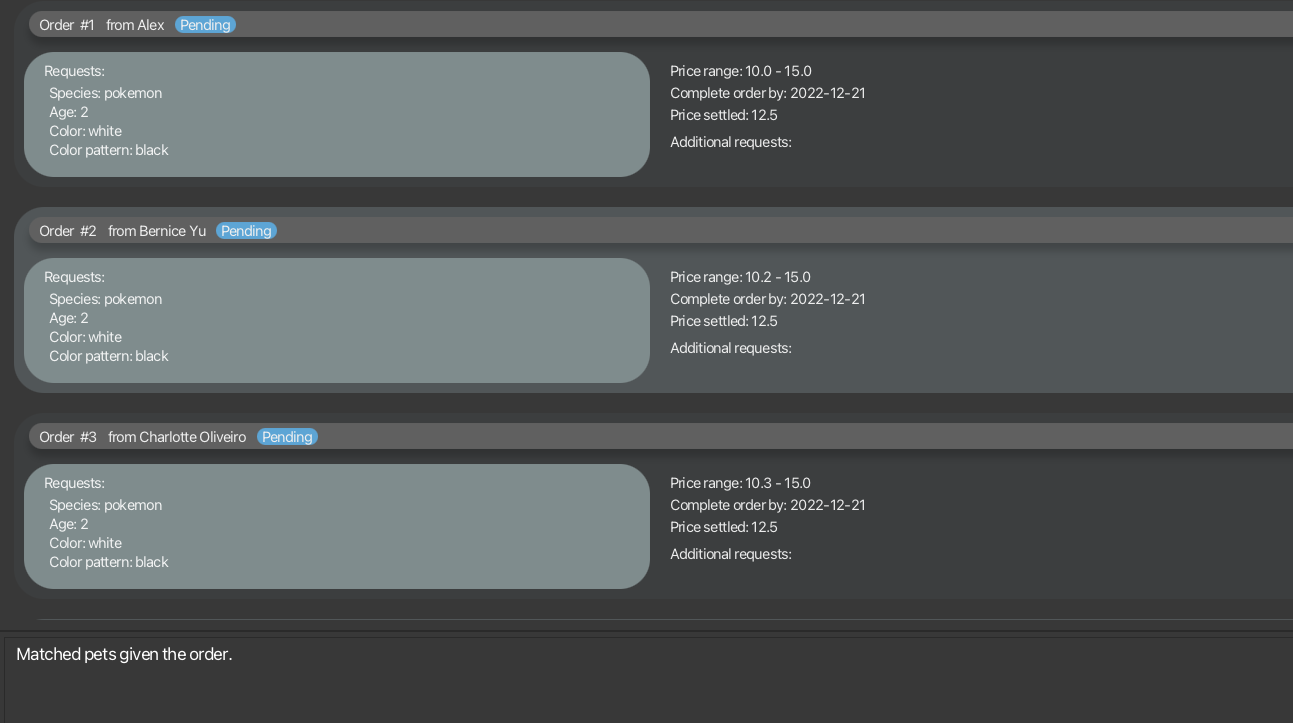 Order #1 from Alex Pending
Requests:
Species: pokemon
Age: 2
Color: white
Color pattern: black
Price range: 10.0 - 15.0
Complete order by: 2022-12-21
Price settled: 12.5
Additional requests:
Order #2 from Bernice Yu Pending
Requests:
Species: pokemon
Age: 2
Color: white
Color pattern: black
Price range: 10.2 - 15.0
Complete order by: 2022-12-21
Price settled: 12.5
Additional requests:
Order #3 from Charlotte Oliveiro Pending
Requests:
Species: pokemon
Age: 2
Color: white
Color pattern: black
Price range: 10.3 - 15.0
Complete order by: 2022-12-21
Price settled: 12.5
Additional requests:
Matched pets given the order.